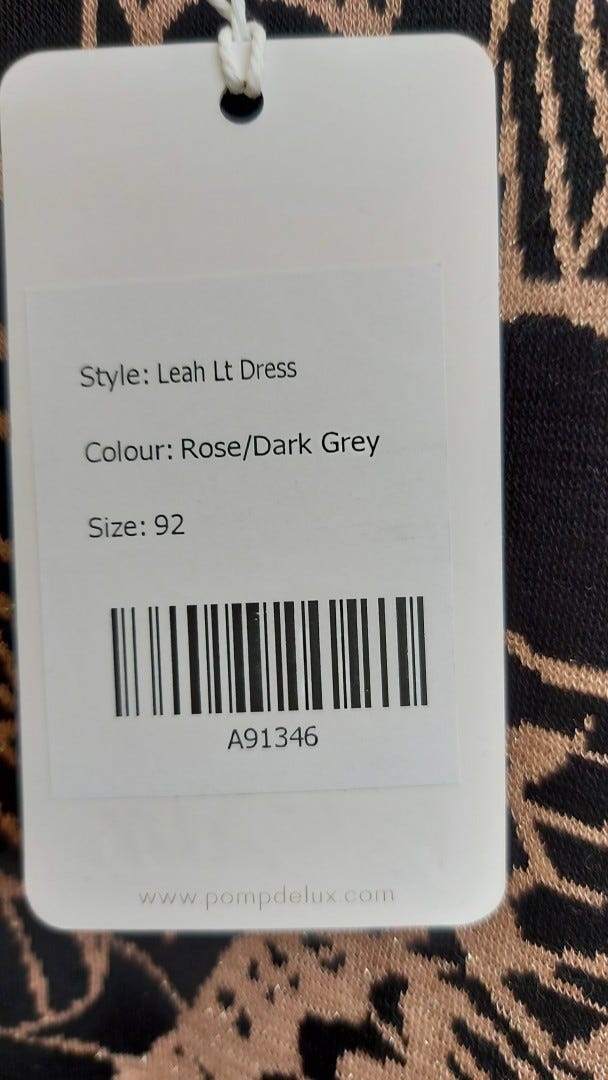 Style: Leah Lt Dress
Colour: Rose/Dark Grey
Size: 92
A91346
www.pompdelux.com